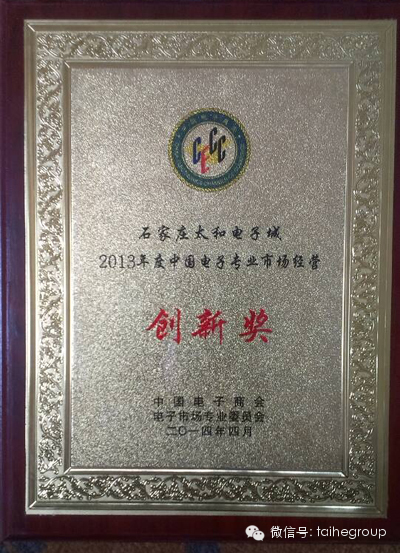 CECC
石家庄太和电子城
2013年度中国电子专业市场经营
创新奖
中国电子商会
电子市场专业委员会
二〇一四年四月
微信号: taihegroup